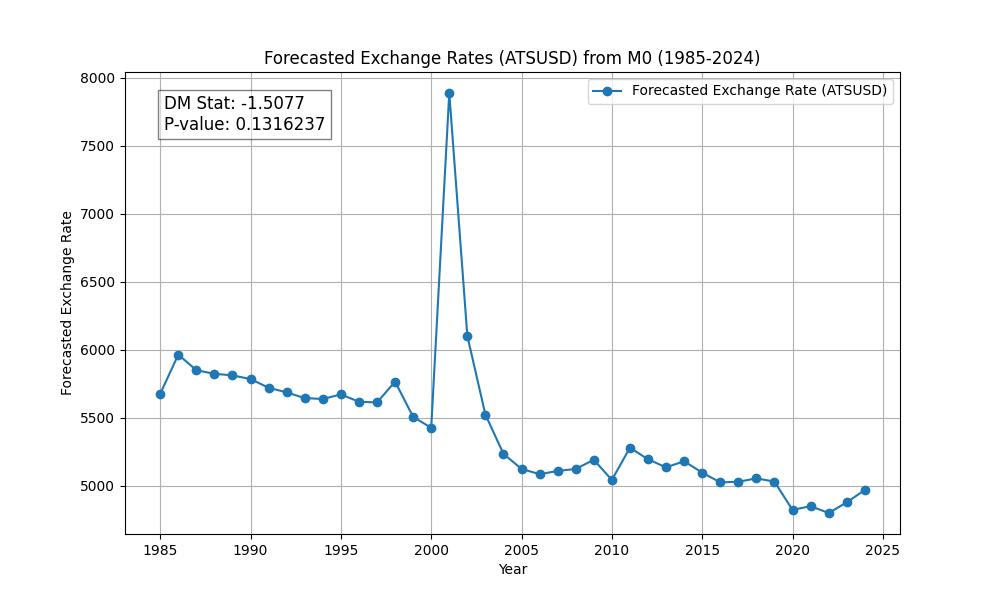 Forecasted Exchange Rates (ATSUSD) from M0 (1985-2024)
DM Stat: -1.5077
P-value: 0.1316237
Forecasted Exchange Rate (ATSUSD)
Forecasted Exchange Rate
8000
7500
7000
6500
6000
5500
5000
1985 1990 1995 2000 2005 2010 2015 2020 2025
Year